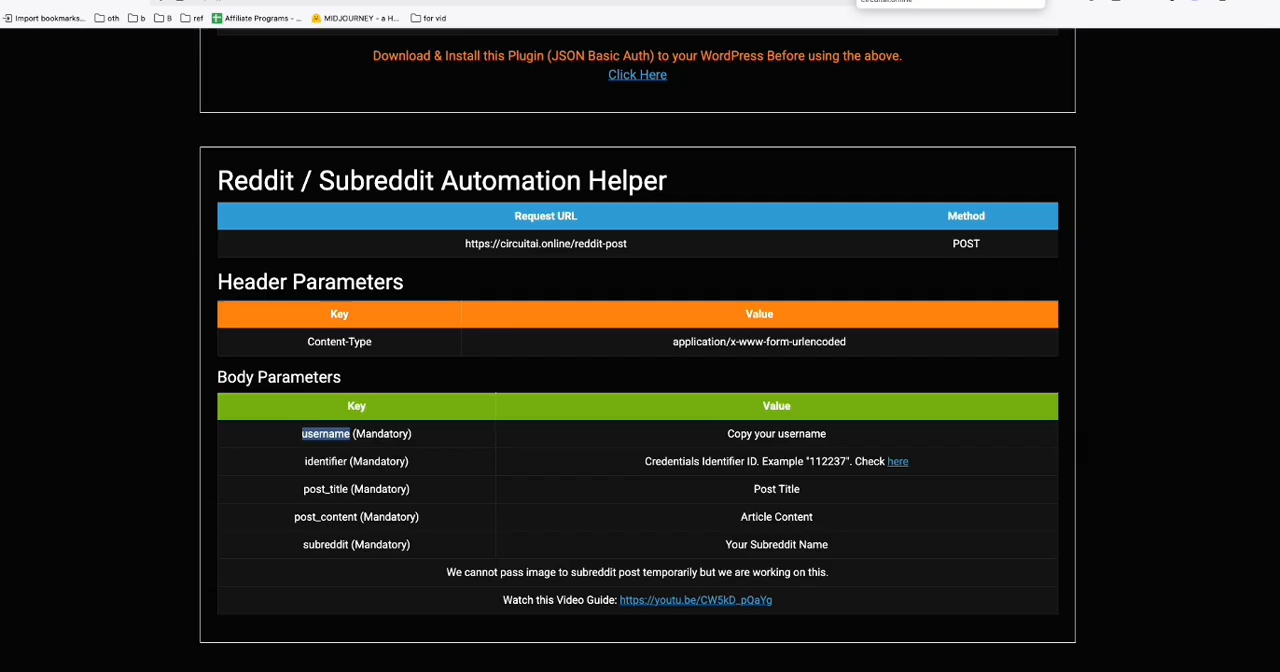 Import bookmarks... oth b B ref Affiliate Programs - ... MIDJOURNEY - a H... for vid
Download & Install this Plugin (JSON Basic Auth) to your WordPress Before using the above.
Click Here
Reddit / Subreddit Automation Helper
Request URL Method
https://circuitai.online/reddit-post POST
Header Parameters
Key Value
Content-Type application/x-www-form-urlencoded
Body Parameters
Key Value
username (Mandatory) Copy your username
identifier (Mandatory) Credentials Identifier ID. Example "112237". Check here
post_title (Mandatory) Post Title
post_content (Mandatory) Article Content
subreddit (Mandatory) Your Subreddit Name
We cannot pass image to subreddit post temporarily but we are working on this.
Watch this Video Guide: https://youtu.be/CW5kD_pQaYg